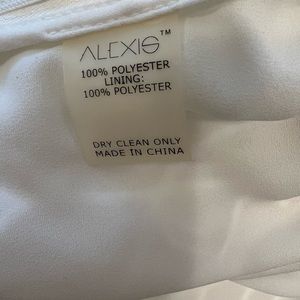 ALEXIS™
100% POLYESTER
LINING:
100% POLYESTER
DRY CLEAN ONLY
MADE IN CHINA